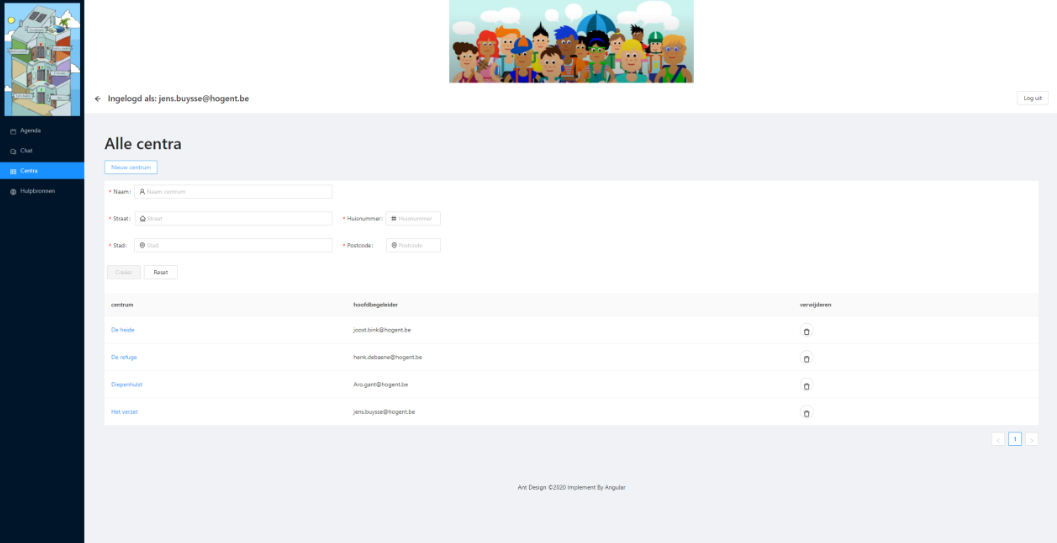 Ingelogd als: jens.buysse@hogent.be
Log uit
Agenda
Chat
Centra
Hulpbronnen
Alle centra
Nieuw centrum
* Naam: Naam centrum
* Straat: Straat * Huisnummer: # Huisnummer
* Stad: Stad * Postcode: Postcode
Creëer Reset
centrum hoofdbegeleider verwijderen
De heide joost.bink@hogent.be
De refuge henk.debaene@hogent.be
Diepenhulst Aro.gant@hogent.be
Het verzet jens.buysse@hogent.be
< 1 >
Ant Design ©2020 Implement By Angular